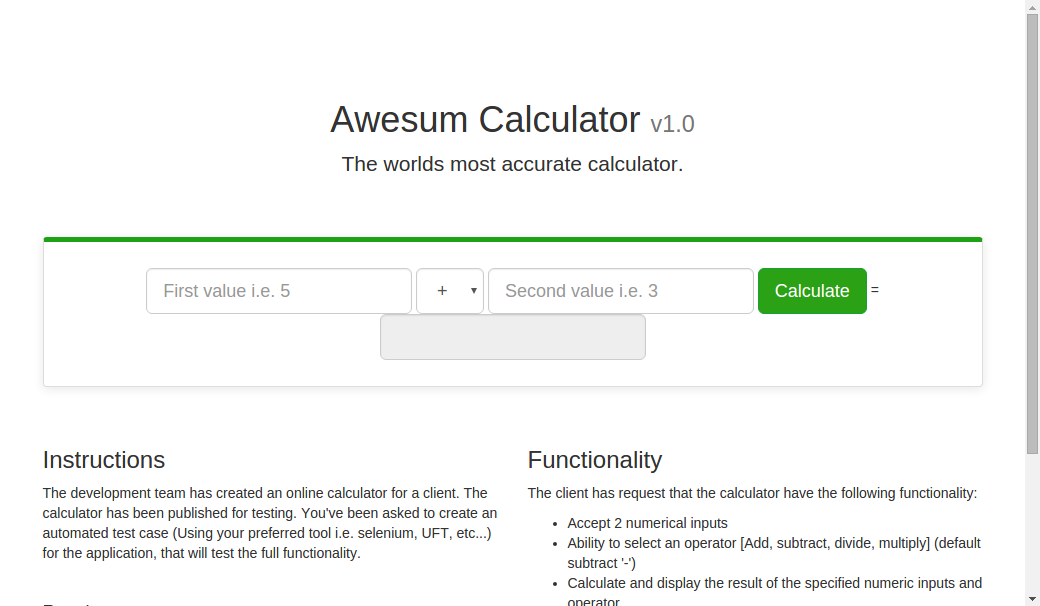 Awesum Calculator v1.0
The worlds most accurate calculator.
First value i.e. 5 + Second value i.e. 3 Calculate =
Instructions
The development team has created an online calculator for a client. The
calculator has been published for testing. You've been asked to create an
automated test case (Using your preferred tool i.e. selenium, UFT, etc...)
for the application, that will test the full functionality.
Functionality
The client has request that the calculator have the following functionality:
• Accept 2 numerical inputs
• Ability to select an operator [Add, subtract, divide, multiply] (default
subtract '-')
• Calculate and display the result of the specified numeric inputs and
operator